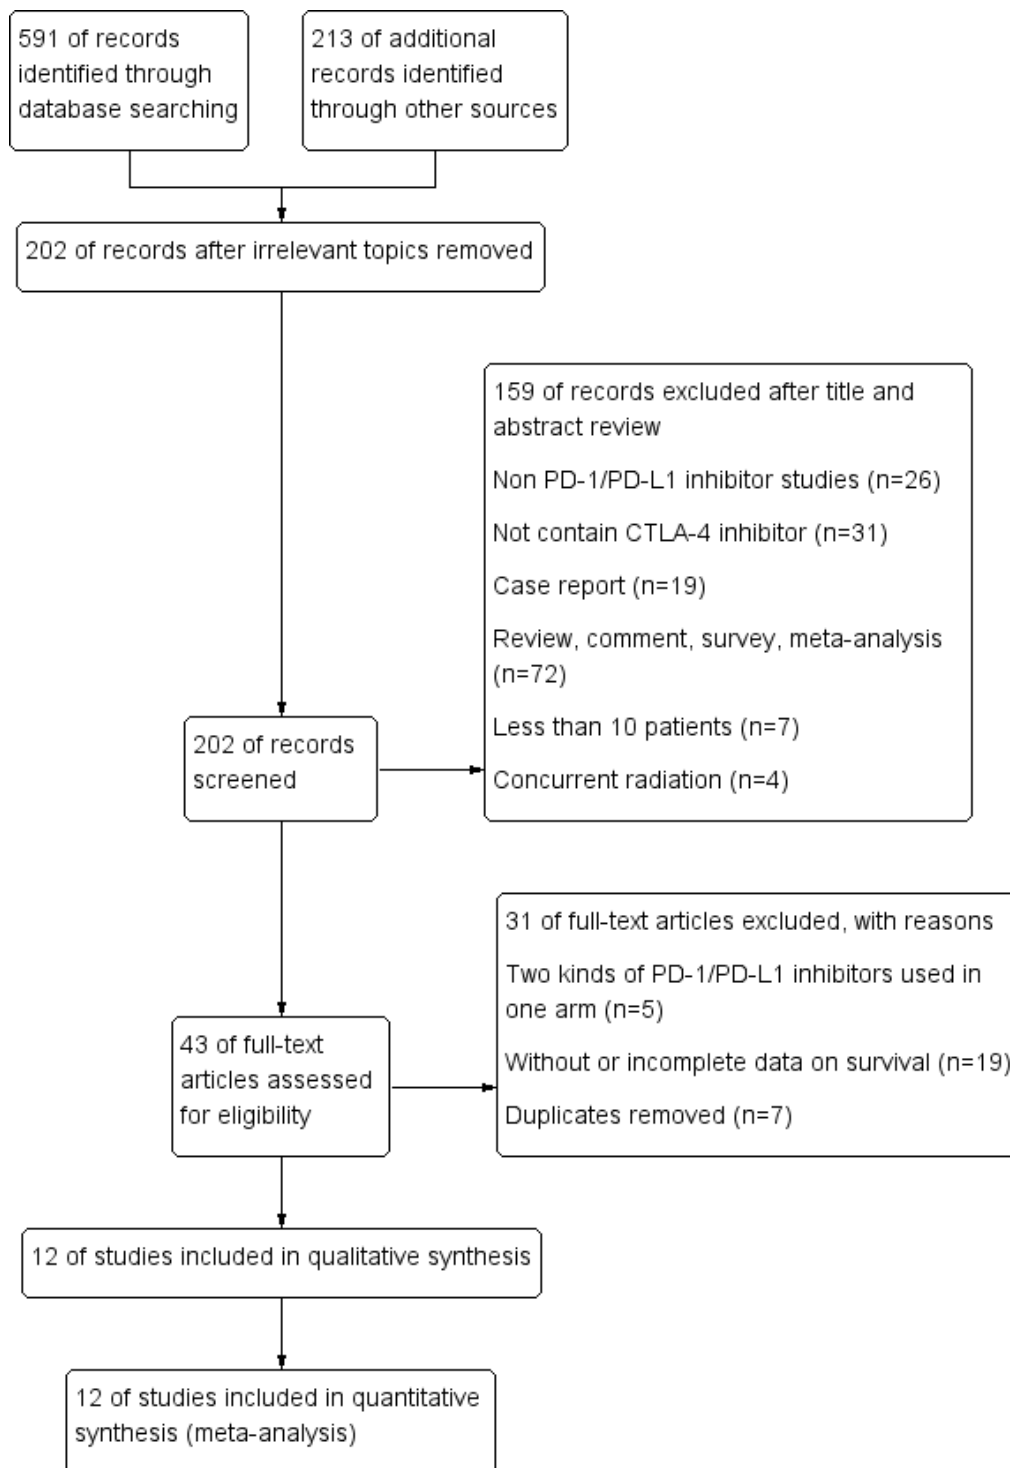 591 of records
identified through
database searching
213 of additional
records identified
through other sources
202 of records after irrelevant topics removed
159 of records excluded after title and
abstract review
Non PD-1/PD-L1 inhibitor studies (n=26)
Not contain CTLA-4 inhibitor (n=31)
Case report (n=19)
Review, comment, survey, meta-analysis
(n=72)
Less than 10 patients (n=7)
Concurrent radiation (n=4)
202 of records
screened
31 of full-text articles excluded, with reasons
Two kinds of PD-1/PD-L1 inhibitors used in
one arm (n=5)
Without or incomplete data on survival (n=19)
Duplicates removed (n=7)
43 of full-text
articles assessed
for eligibility
12 of studies included in qualitative synthesis
12 of studies included in quantitative
synthesis (meta-analysis)